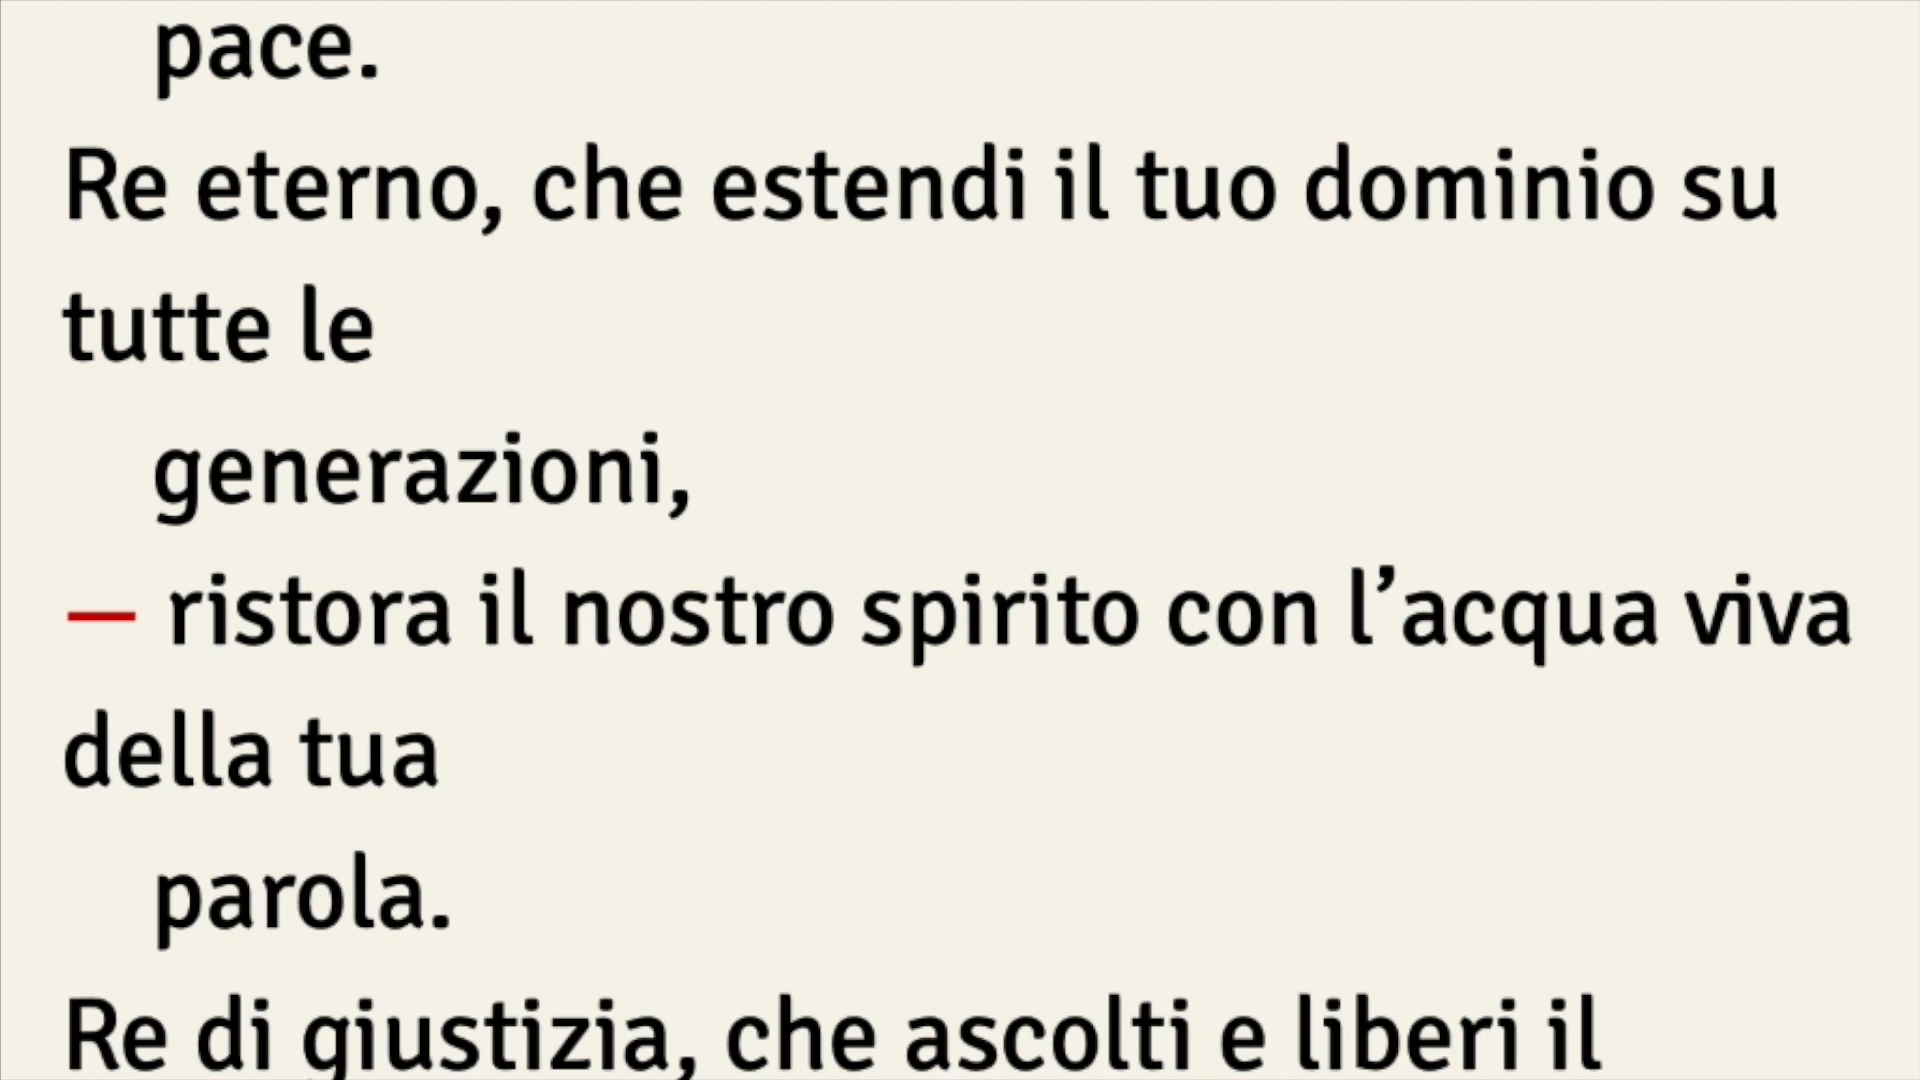 pace.
Re eterno, che estendi il tuo dominio su
tutte le
generazioni,
— ristora il nostro spirito con l’acqua viva
della tua
parola.
Re di giustizia, che ascolti e liberi il